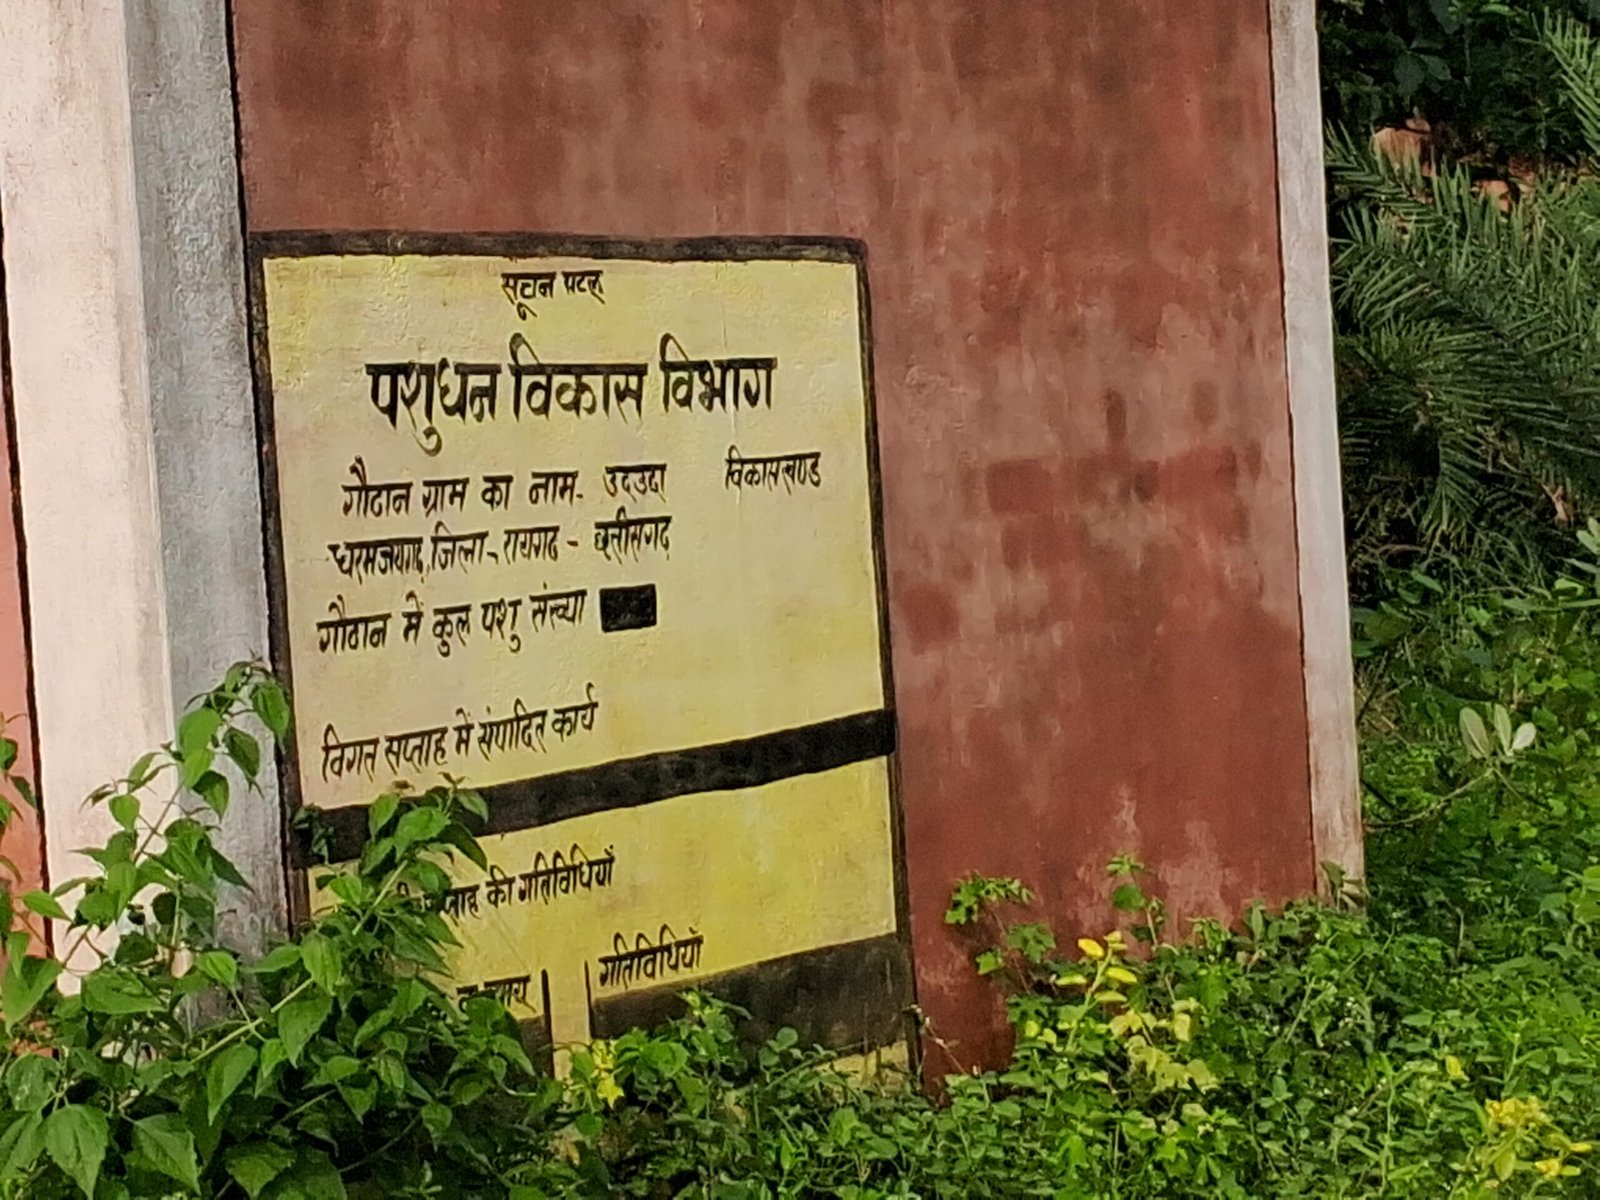 सूचन पटल
पशुधन विकास विभाग
गौठान ग्राम का नाम- उदउदा विकासखण्ड
धरमजयगढ़, जिला - रायगढ - छत्तीसगढ़
गौठान में कुल पशु संख्या
विगत सप्ताह में संपादित कार्य
की गतिविधियाँ
गतिविधियाँ